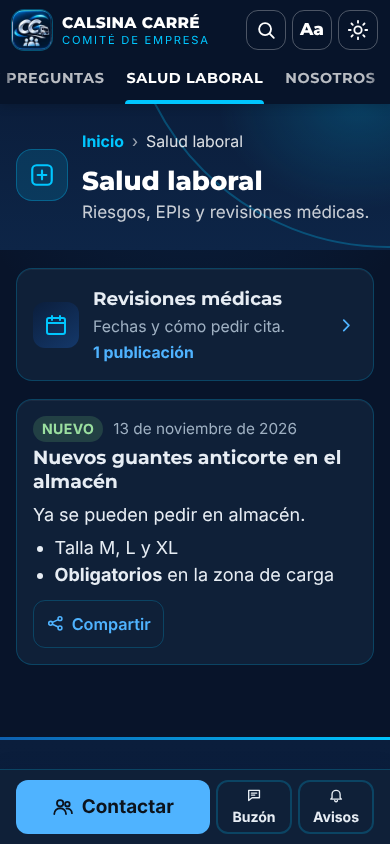 CALSINA CARRÉ
COMITÉ DE EMPRESA
Aa
PREGUNTAS SALUD LABORAL NOSOTROS
Inicio › Salud laboral
Salud laboral
Riesgos, EPIs y revisiones médicas.
Revisiones médicas
Fechas y cómo pedir cita.
1 publicación
NUEVO 13 de noviembre de 2026
Nuevos guantes anticorte en el
almacén
Ya se pueden pedir en almacén.
• Talla M, L y XL
• Obligatorios en la zona de carga
Compartir
Contactar
Buzón
Avisos